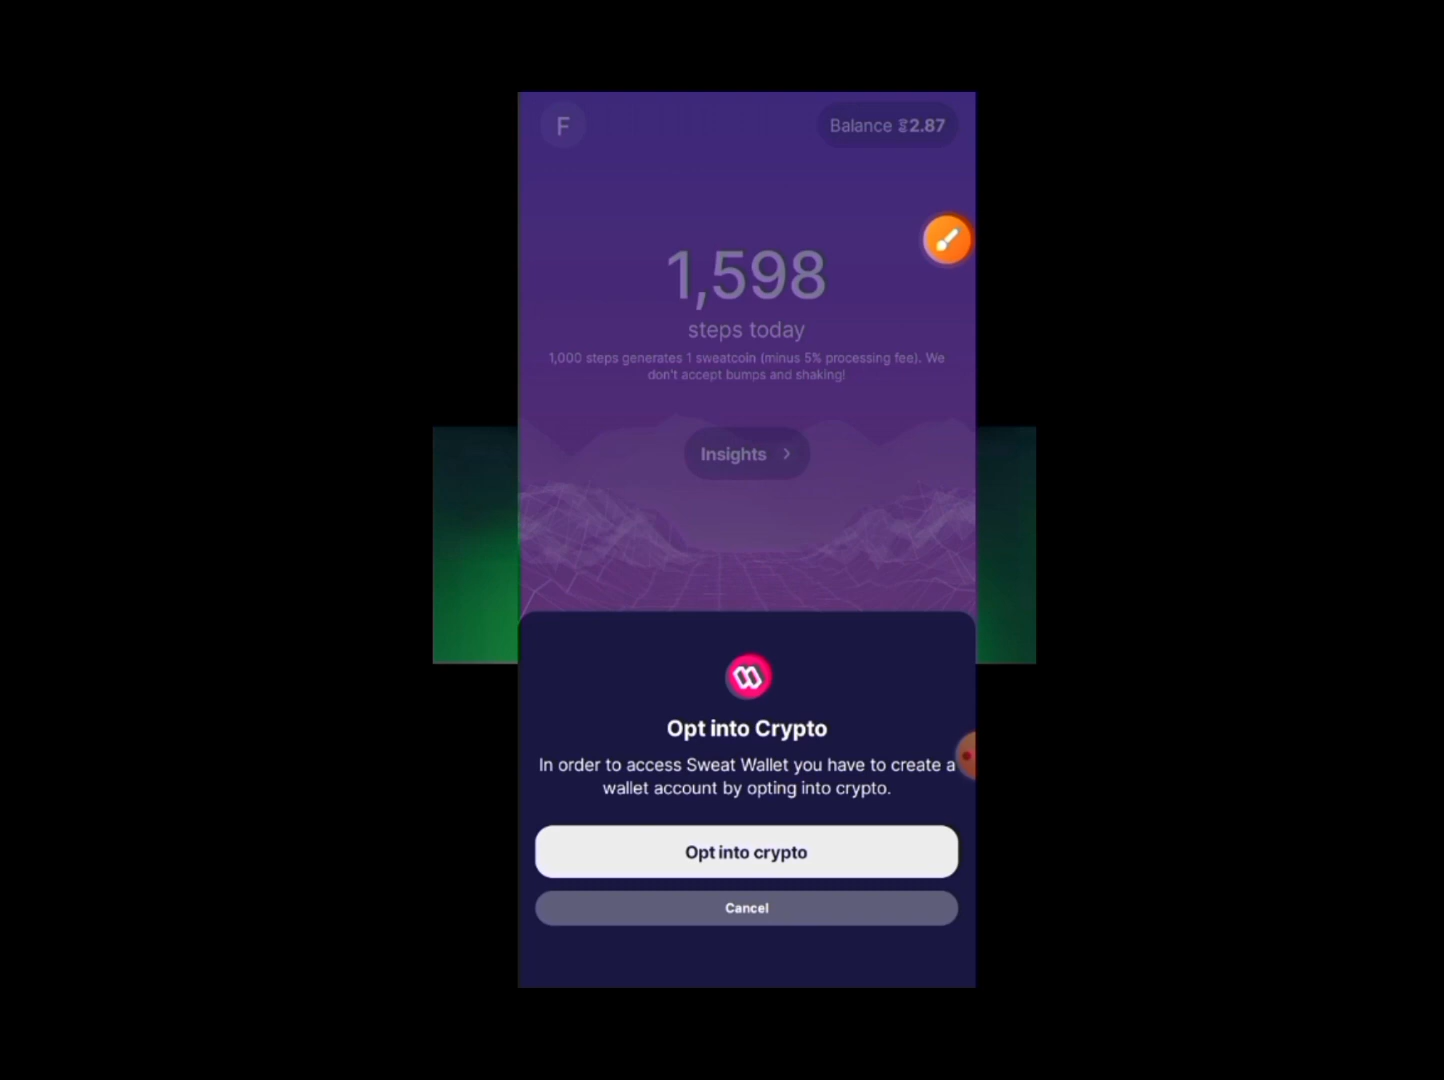 F
Balance 2.87
1,598
steps today
1,000 steps generates 1 sweatcoin (minus 5% processing fee). We
don't accept bumps and shaking!
Insights
Opt into Crypto
In order to access Sweat Wallet you have to create a
wallet account by opting into crypto.
Opt into crypto
Cancel